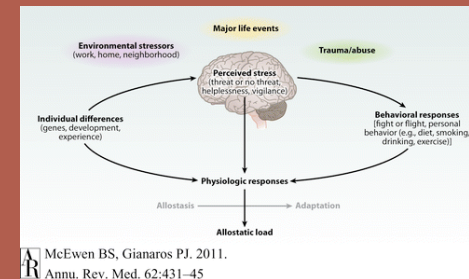 Major life events
Environmental stressors
(work, home, neighborhood)
Trauma/abuse
Perceived stress
(threat or no threat,
helplessness, vigilance)
Individual differences
(genes, development,
experience)
Behavioral responses
[fight or flight, personal
behavior (e.g., diet, smoking,
drinking, exercise)]
Physiologic responses
Allostasis
Adaptation
Allostatic load
AR McEwen BS, Gianaros PJ. 2011.
Annu. Rev. Med. 62:431–45